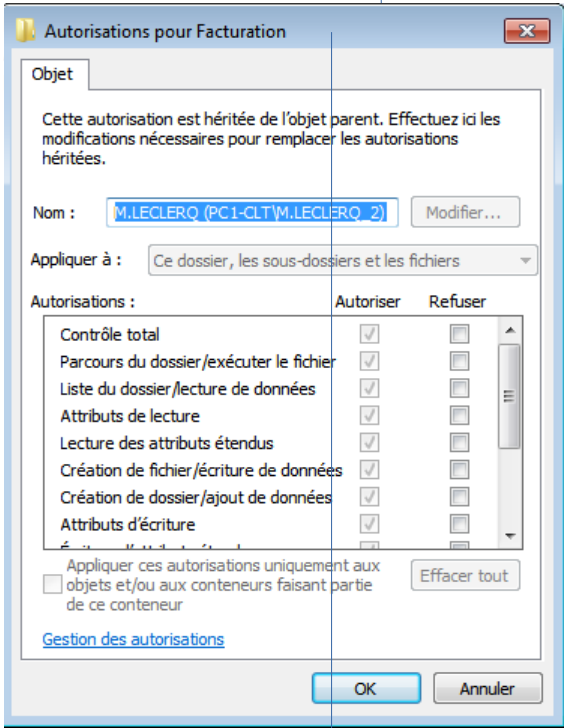 Autorisations pour Facturation
Objet
Cette autorisation est héritée de l'objet parent. Effectuez ici les
modifications nécessaires pour remplacer les autorisations
héritées.
Nom :
M.LECLERQ (PC1-CLT\M.LECLERQ_2)
Modifier...
Appliquer à :
Ce dossier, les sous-dossiers et les fichiers
Autorisations :
Autoriser
Refuser
Contrôle total
Parcours du dossier/exécuter le fichier
Liste du dossier/lecture de données
Attributs de lecture
Lecture des attributs étendus
Création de fichier/écriture de données
Création de dossier/ajout de données
Attributs d'écriture
Appliquer ces autorisations uniquement aux
objets et/ou aux conteneurs faisant partie
de ce conteneur
Effacer tout
Gestion des autorisations
OK
Annuler